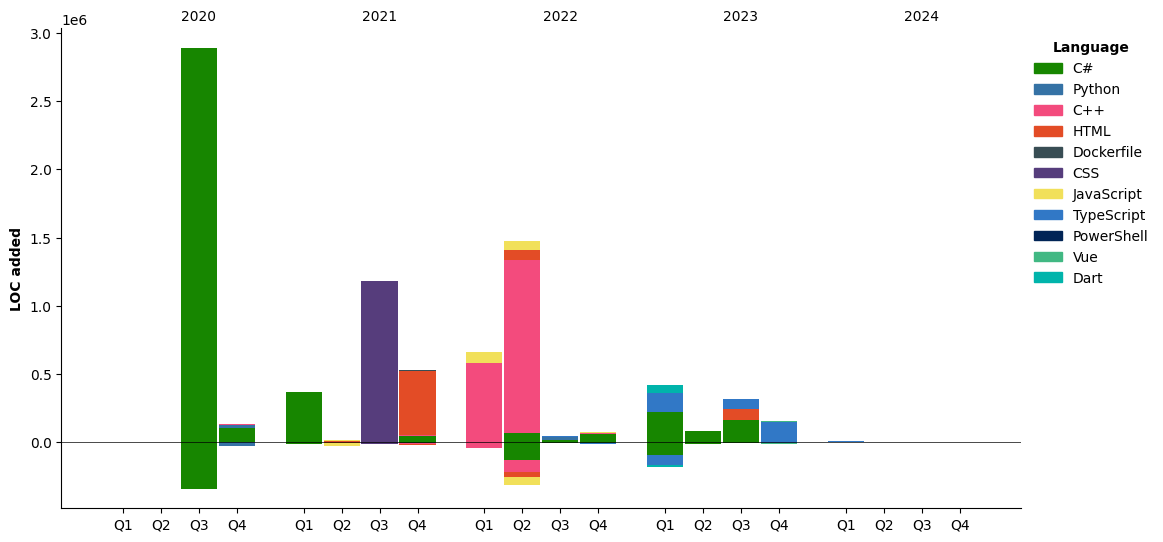 2020 2021 2022 2023 2024
1e6
3.0
2.5
2.0
1.5
1.0
0.5
0.0
LOC added
Q1 Q2 Q3 Q4 Q1 Q2 Q3 Q4 Q1 Q2 Q3 Q4 Q1 Q2 Q3 Q4 Q1 Q2 Q3 Q4
Language
C#
Python
C++
HTML
Dockerfile
CSS
JavaScript
TypeScript
PowerShell
Vue
Dart